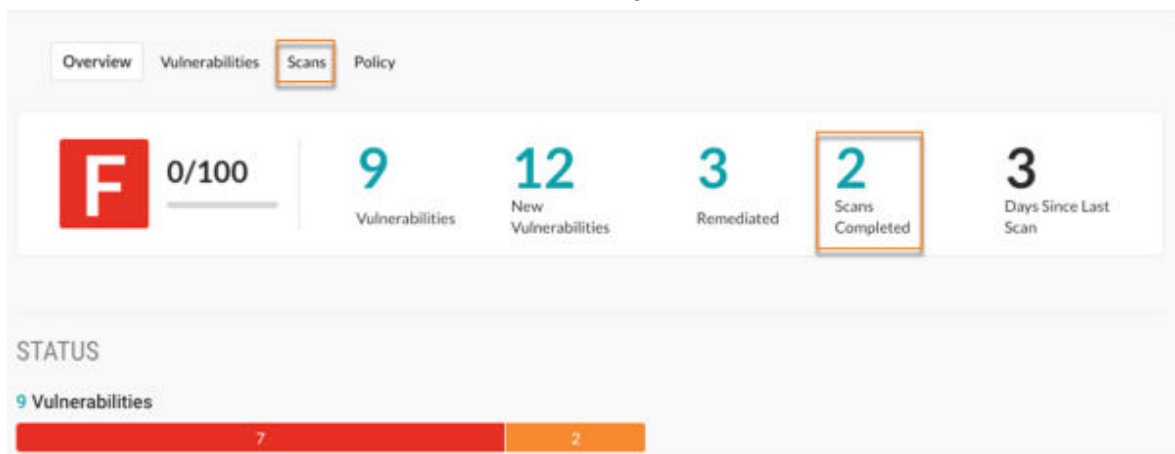 Overview Vulnerabilities Scans Policy
F 0/100
9
Vulnerabilities
12
New
Vulnerabilities
3
Remediated
2
Scans
Completed
3
Days Since Last
Scan
STATUS
9 Vulnerabilities
7 2